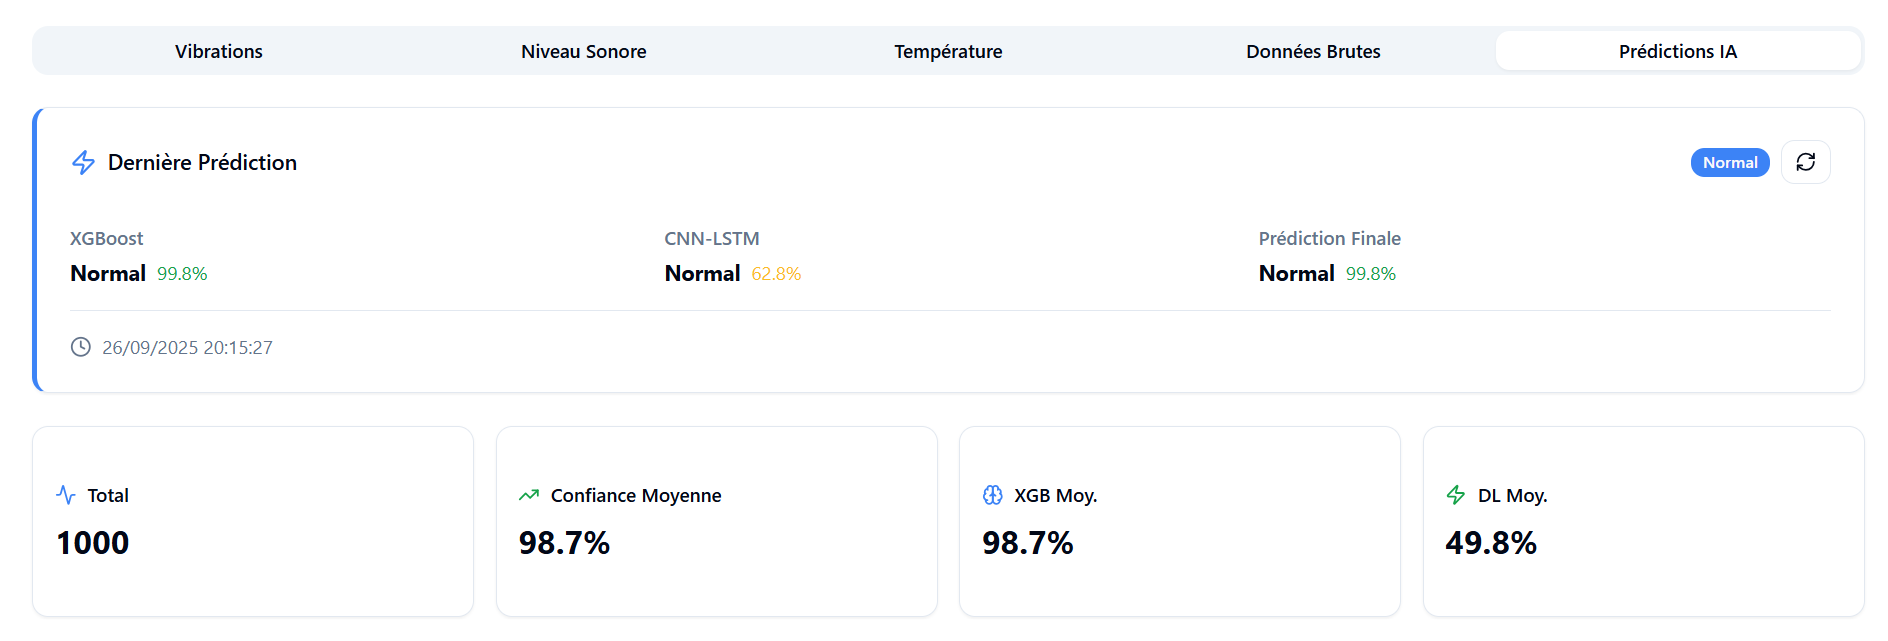 Vibrations
Niveau Sonore
Température
Données Brutes
Prédictions IA
Dernière Prédiction
Normal
XGBoost
Normal 99.8%
CNN-LSTM
Normal 62.8%
Prédiction Finale
Normal 99.8%
26/09/2025 20:15:27
Total
1000
Confiance Moyenne
98.7%
XGB Moy.
98.7%
DL Moy.
49.8%